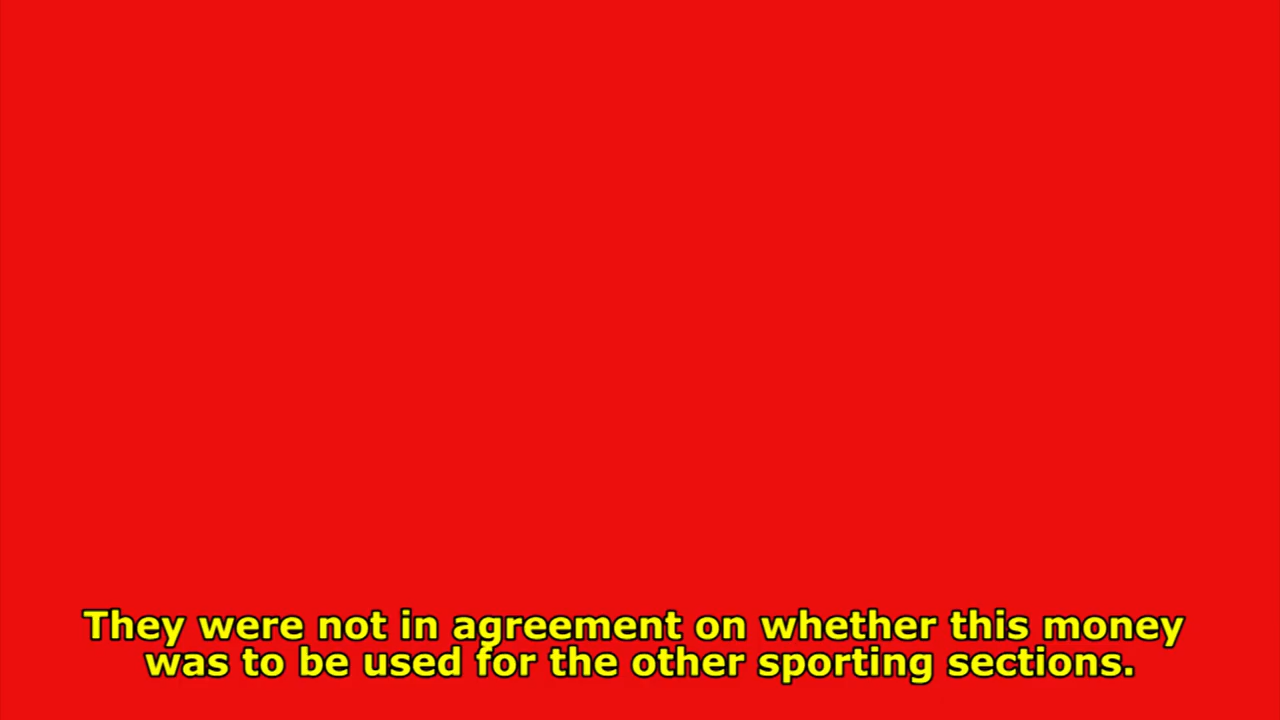 They were not in agreement on whether this money
was to be used for the other sporting sections.